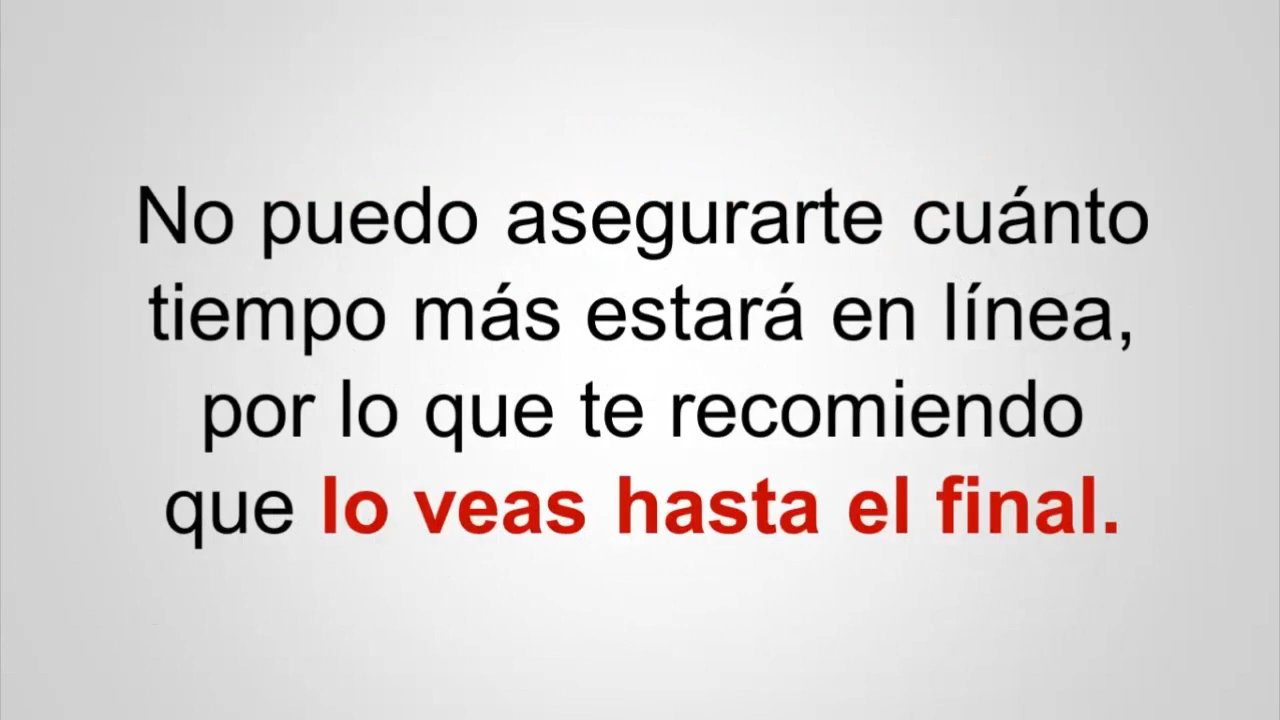 No puedo asegurarte cuánto
tiempo más estará en línea,
por lo que te recomiendo
que lo veas hasta el final.